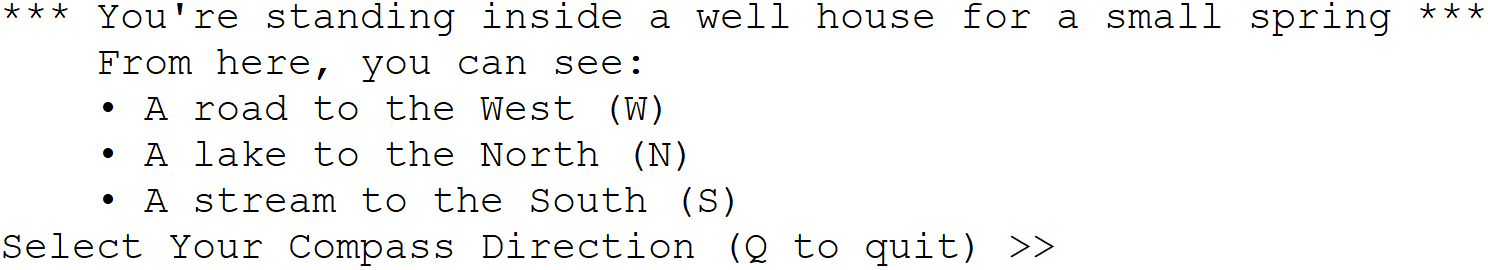 *** You're standing inside a well house for a small spring ***
From here, you can see:
• A road to the West (W)
• A lake to the North (N)
• A stream to the South (S)
Select Your Compass Direction (Q to quit) >>